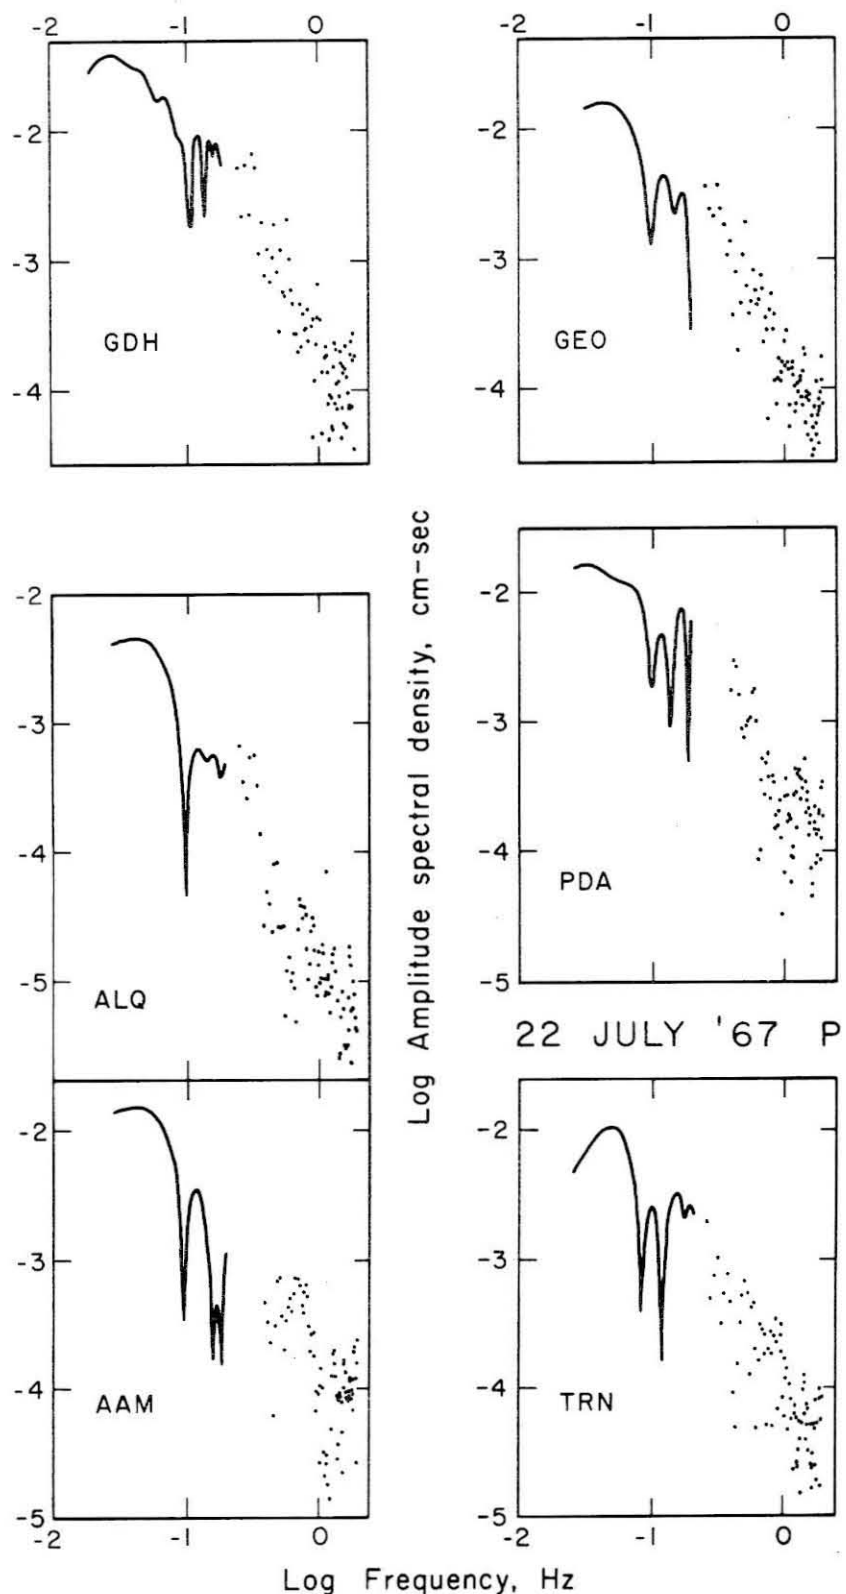 -2 -1 0
-2
-3
-4
GDH
-2 -1 0
-2
-3
-4
GEO
-2
-3
-4
-5
ALQ
-2
-3
-4
-5
PDA
Log Amplitude spectral density, cm-sec
22 JULY '67 P
-2
-3
-4
-5
AAM
-2 -1 0
-2
-3
-4
-5
TRN
-2 -1 0
Log Frequency, Hz